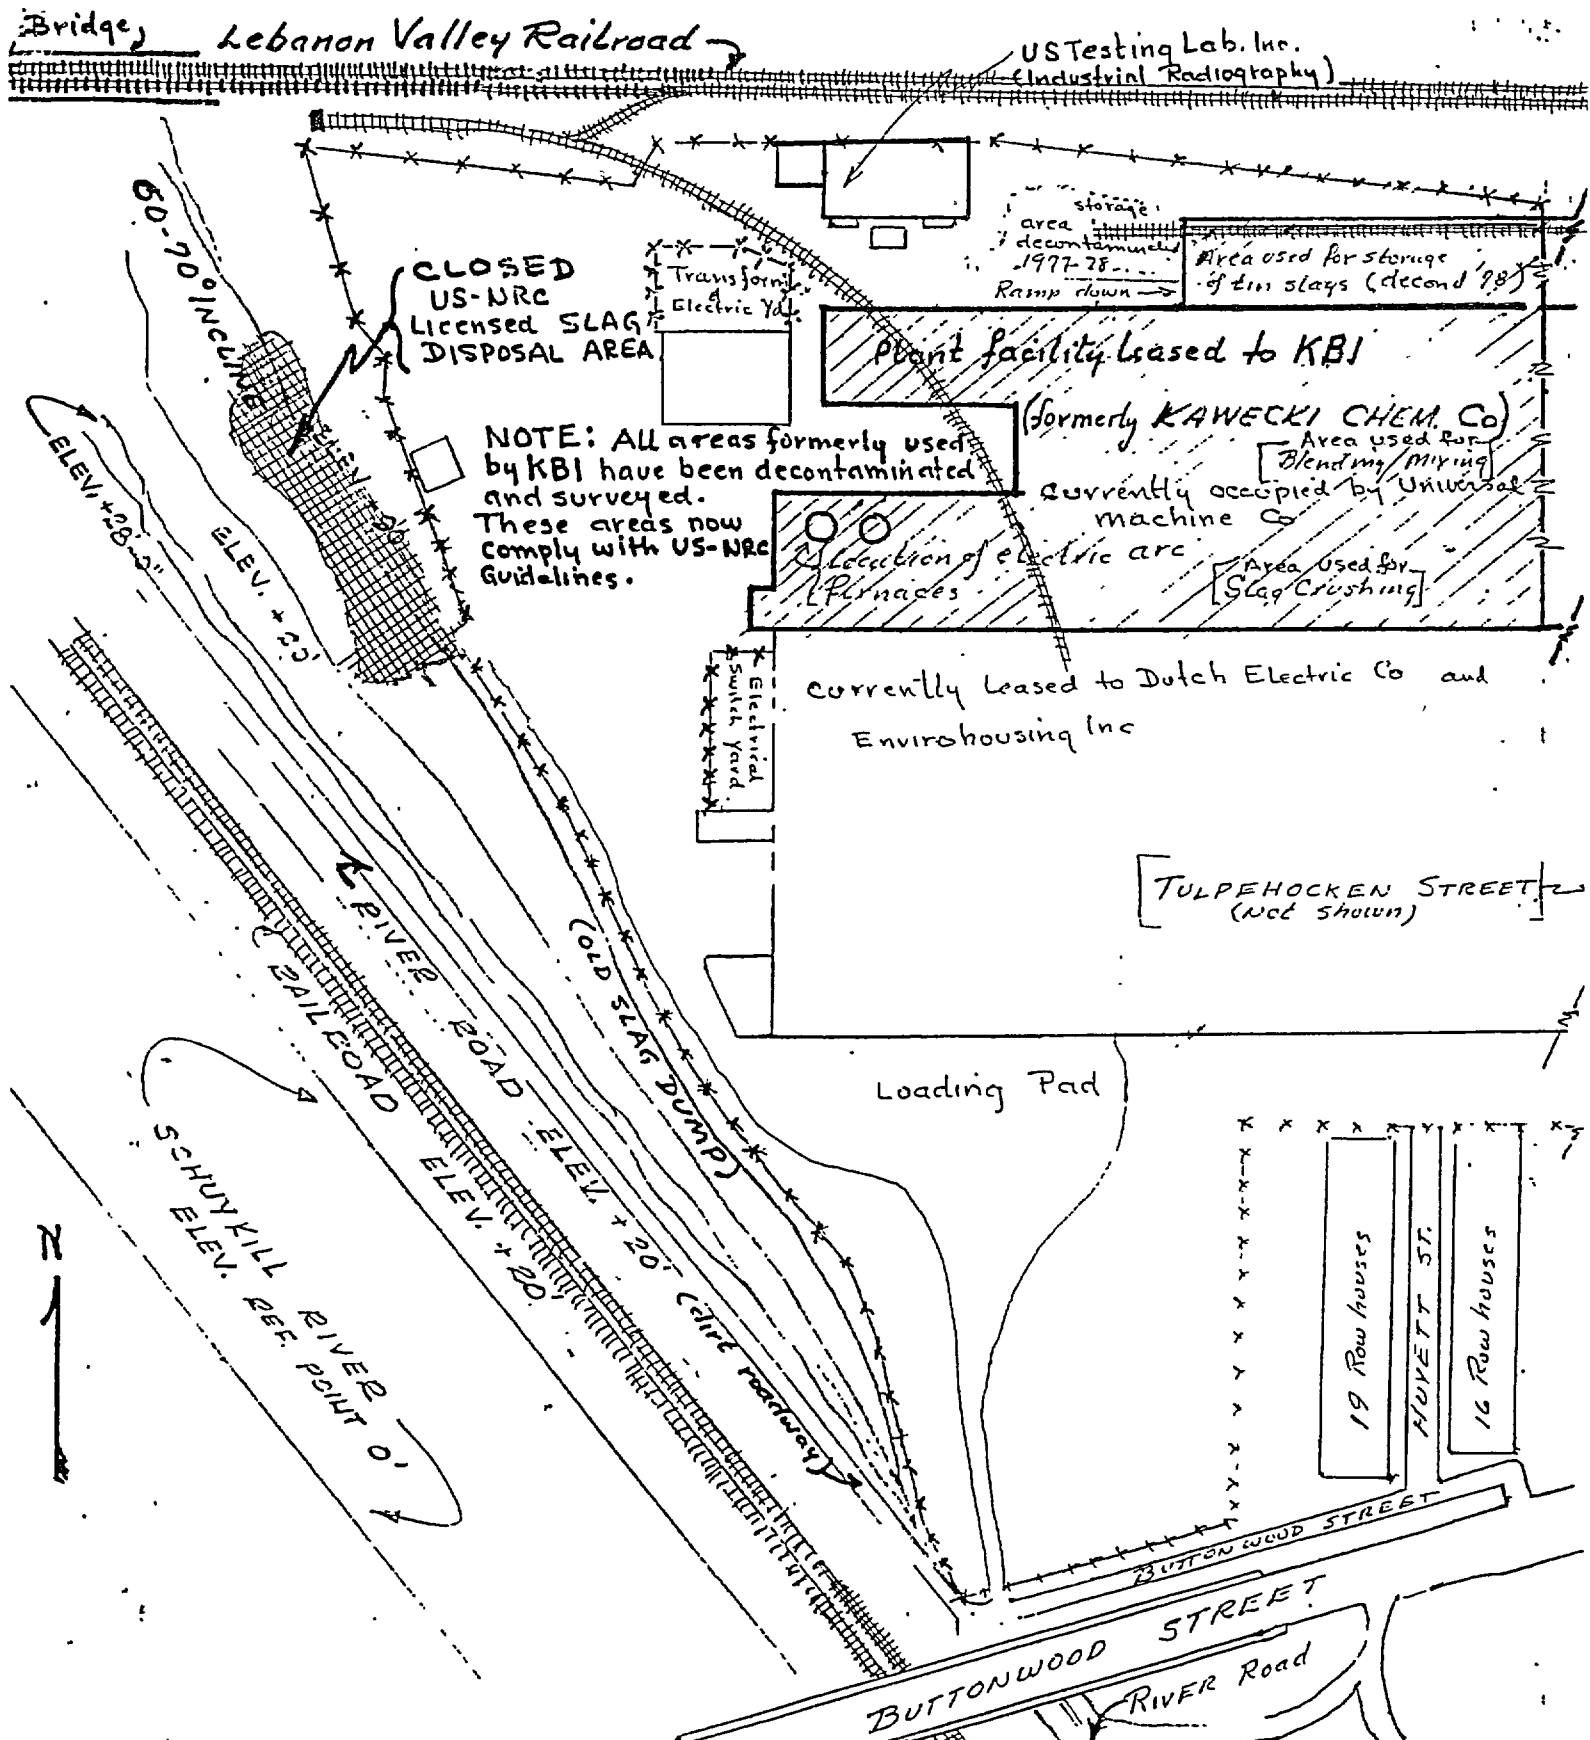 Bridge
Lebanon Valley Railroad
US Testing Lab. Inc.
(Industrial Radiography)
60-70° INCLINE
CLOSED
US-NRC
Licensed SLAG
DISPOSAL AREA
Transform
Electric Yd.
storage
area
decontaminated
1977-78
Ramp down
Area used for storage
of tin slags (decond '78)
Plant facility leased to KBI
(formerly KAWECKI CHEM. Co)
Area used for
Blending/Mixing
Currently occupied by Universal
machine Co
Location of electric arc
furnaces
Area used for
Slag Crushing
NOTE: All areas formerly used
by KBI have been decontaminated
and surveyed.
These areas now
comply with US-NRC
Guidelines.
ELEV. +28'-0"
ELEV. +23'
Electrical
Switch Yard
Currently Leased to Dutch Electric Co and
Envirohousing Inc
TULPEHOCKEN STREET
(Not shown)
(OLD SLAG DUMP)
RIVER ROAD ELEV. +20' (dirt roadway)
RAILROAD ELEV. +20'
SCHUYKILL RIVER
ELEV. REF. POINT 0'
N
Loading Pad
19 Row houses
HUYETT ST.
16 Row houses
BUTTONWOOD STREET
BUTTONWOOD STREET
RIVER Road